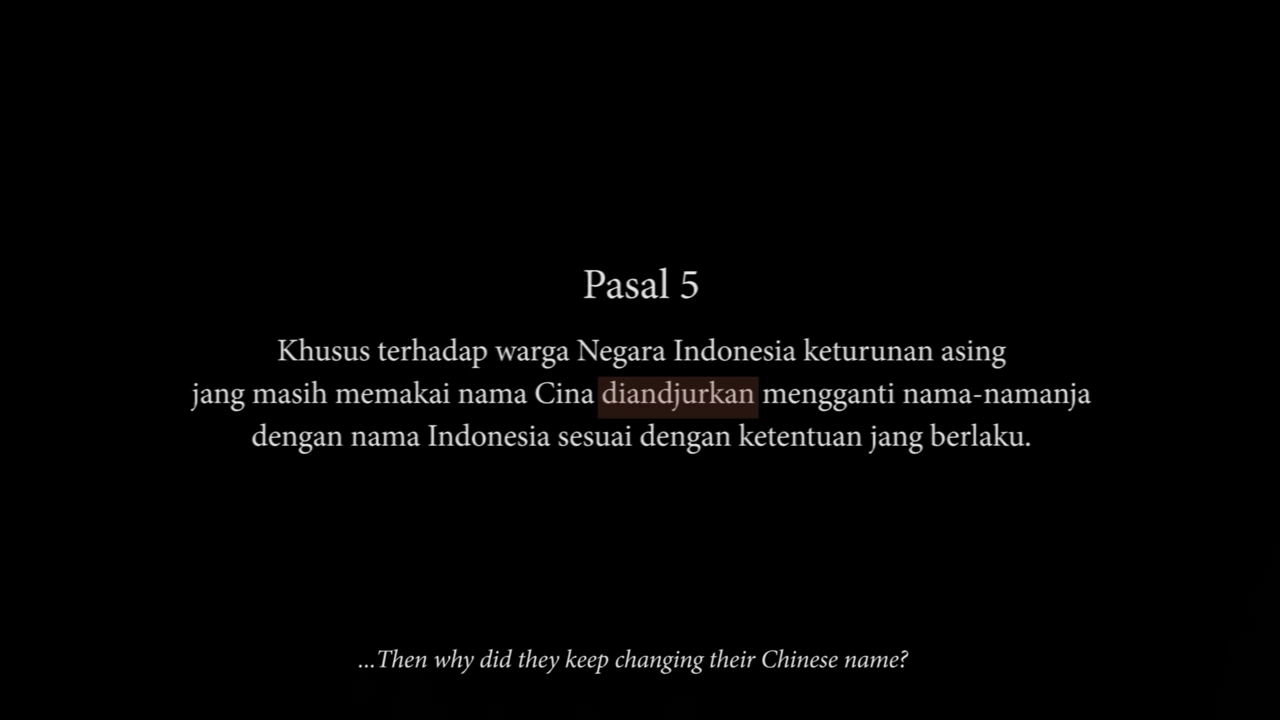 Pasal 5
Khusus terhadap warga Negara Indonesia keturunan asing
jang masih memakai nama Cina diandjurkan mengganti nama-namanja
dengan nama Indonesia sesuai dengan ketentuan jang berlaku.
...Then why did they keep changing their Chinese name?